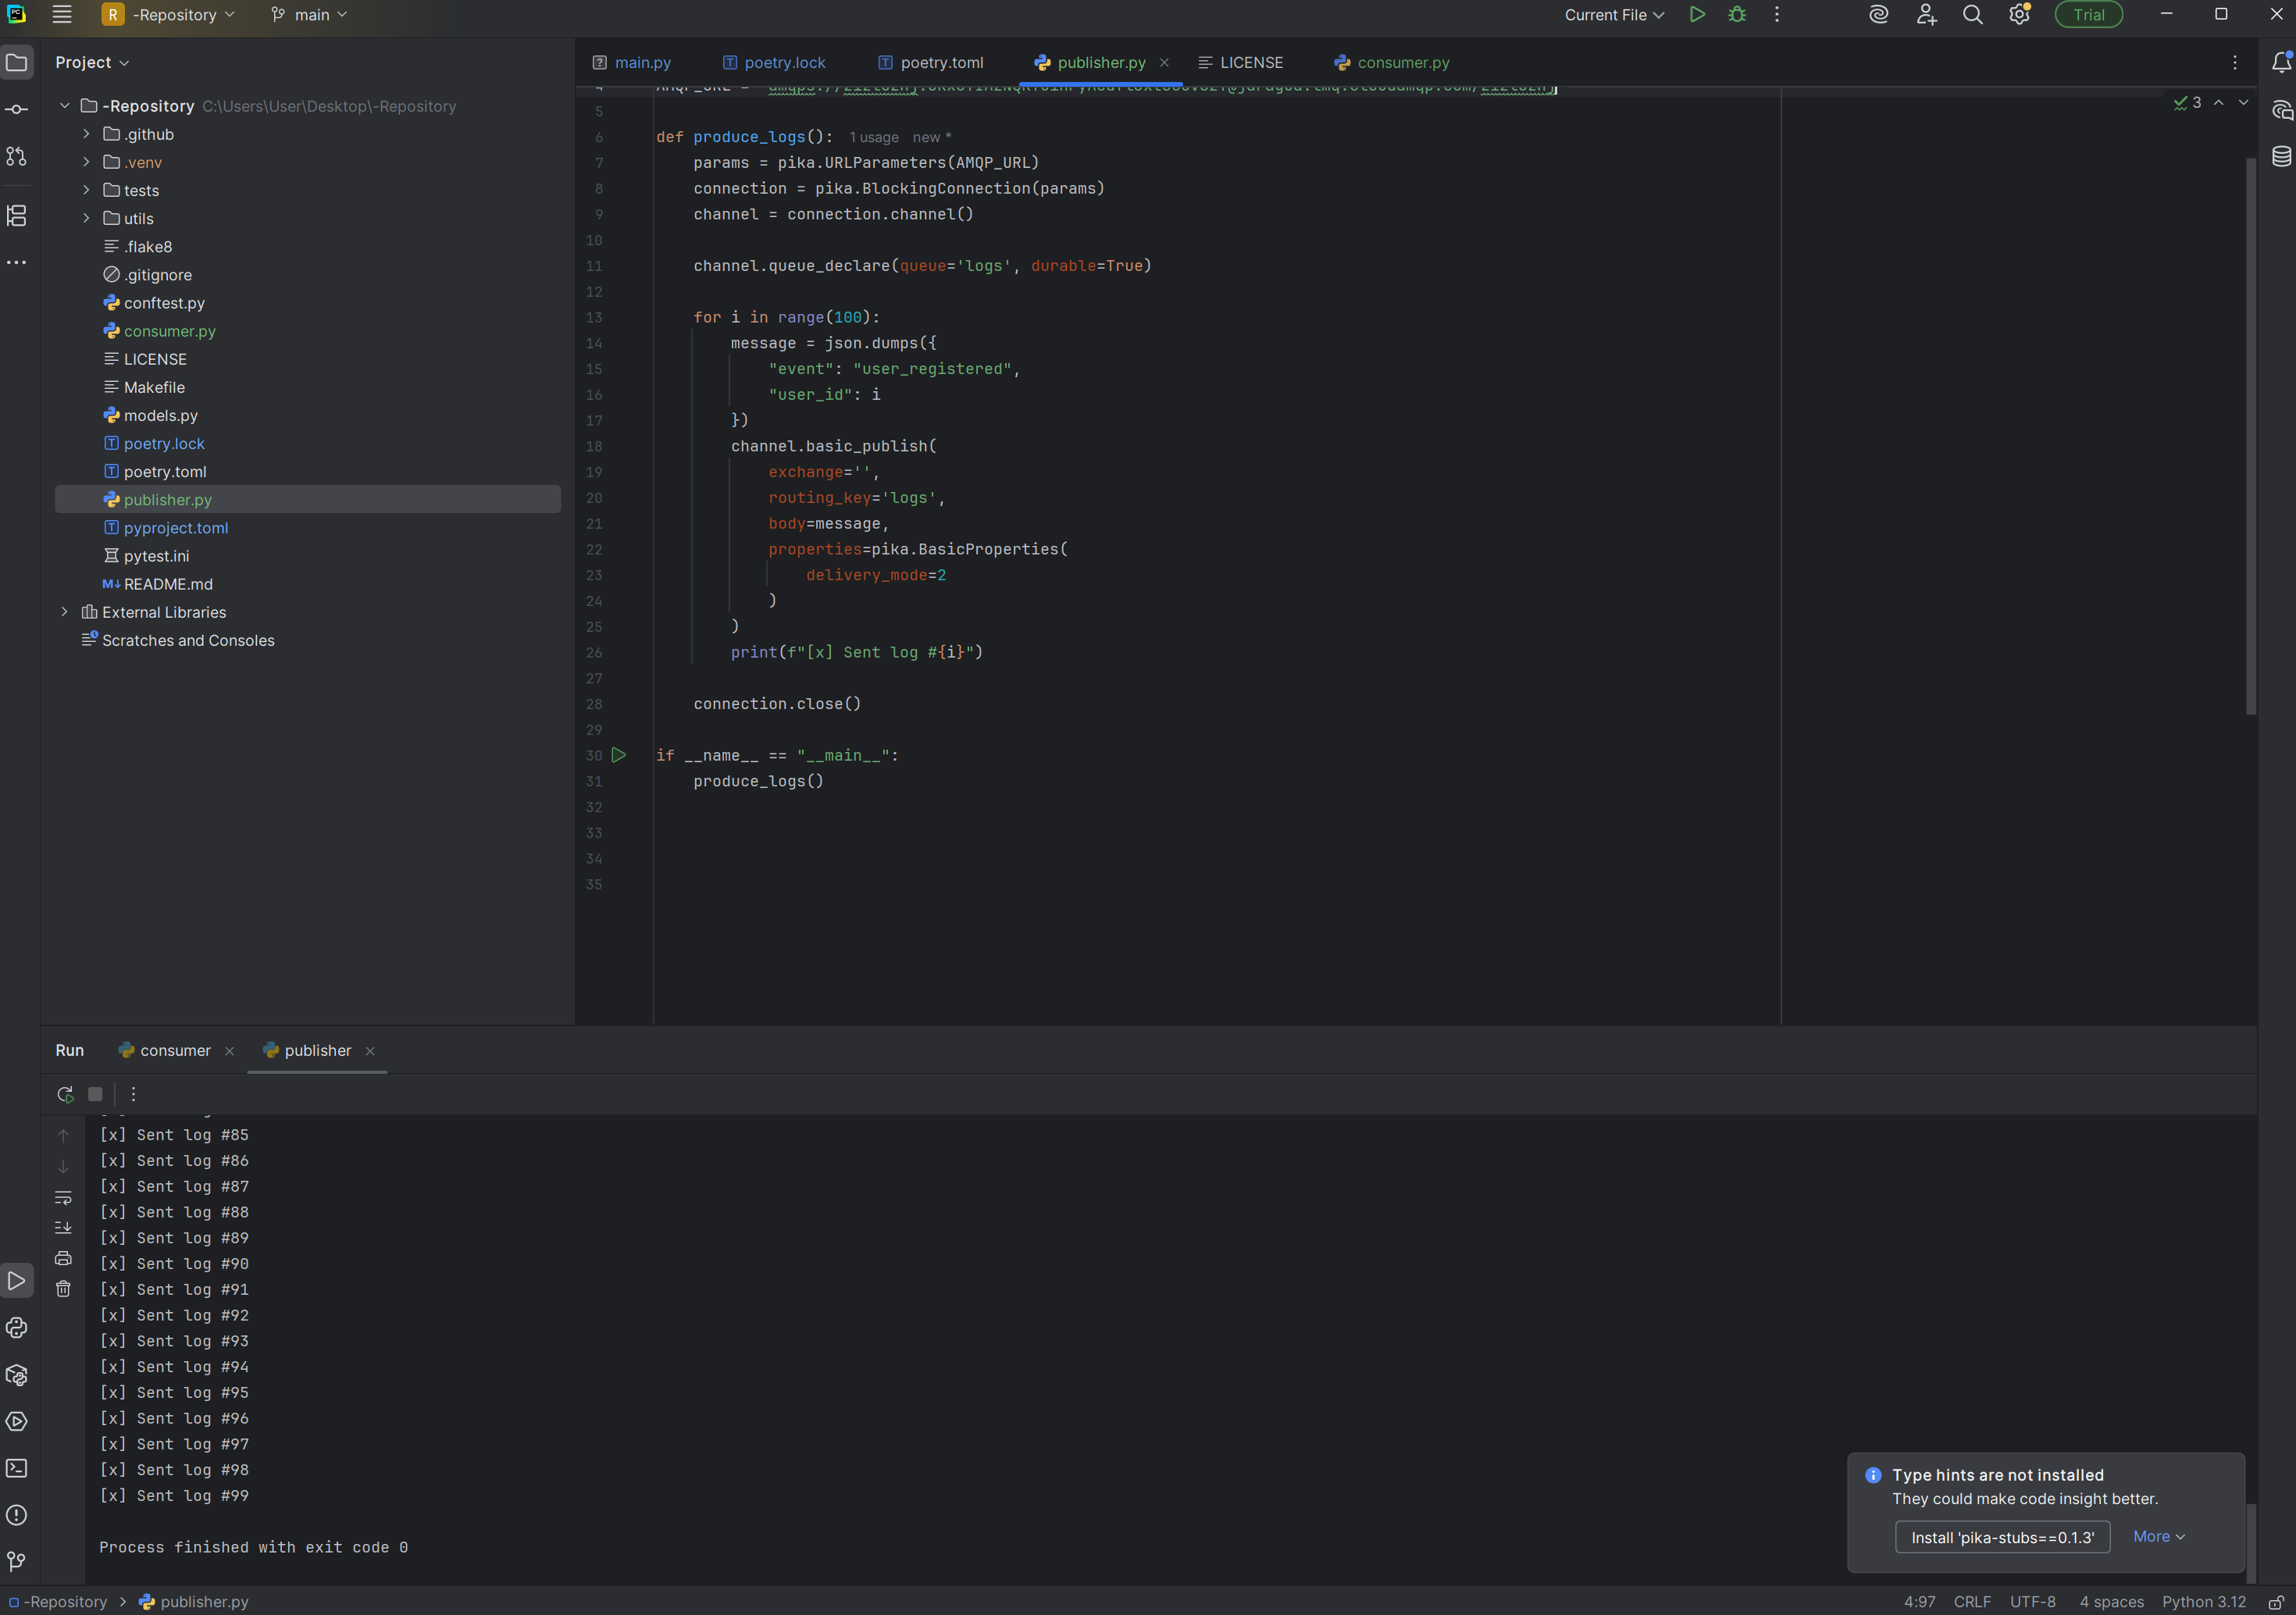 R -Repository main Current File Trial
Project
main.py poetry.lock poetry.toml publisher.py LICENSE consumer.py
-Repository C:\Users\User\Desktop\-Repository
.github
.venv
tests
utils
.flake8
.gitignore
conftest.py
consumer.py
LICENSE
Makefile
models.py
poetry.lock
poetry.toml
publisher.py
pyproject.toml
pytest.ini
README.md
External Libraries
Scratches and Consoles
3
5
6 def produce_logs(): 1 usage new *
7 params = pika.URLParameters(AMQP_URL)
8 connection = pika.BlockingConnection(params)
9 channel = connection.channel()
10
11 channel.queue_declare(queue='logs', durable=True)
12
13 for i in range(100):
14 message = json.dumps({
15 "event": "user_registered",
16 "user_id": i
17 })
18 channel.basic_publish(
19 exchange='',
20 routing_key='logs',
21 body=message,
22 properties=pika.BasicProperties(
23 delivery_mode=2
24 )
25 )
26 print(f"[x] Sent log #{i}")
27
28 connection.close()
29
30 if __name__ == "__main__":
31 produce_logs()
32
33
34
35
Run consumer publisher
[x] Sent log #85
[x] Sent log #86
[x] Sent log #87
[x] Sent log #88
[x] Sent log #89
[x] Sent log #90
[x] Sent log #91
[x] Sent log #92
[x] Sent log #93
[x] Sent log #94
[x] Sent log #95
[x] Sent log #96
[x] Sent log #97
[x] Sent log #98
[x] Sent log #99
Process finished with exit code 0
Type hints are not installed
They could make code insight better.
Install 'pika-stubs==0.1.3' More
-Repository > publisher.py 4:97 CRLF UTF-8 4 spaces Python 3.12